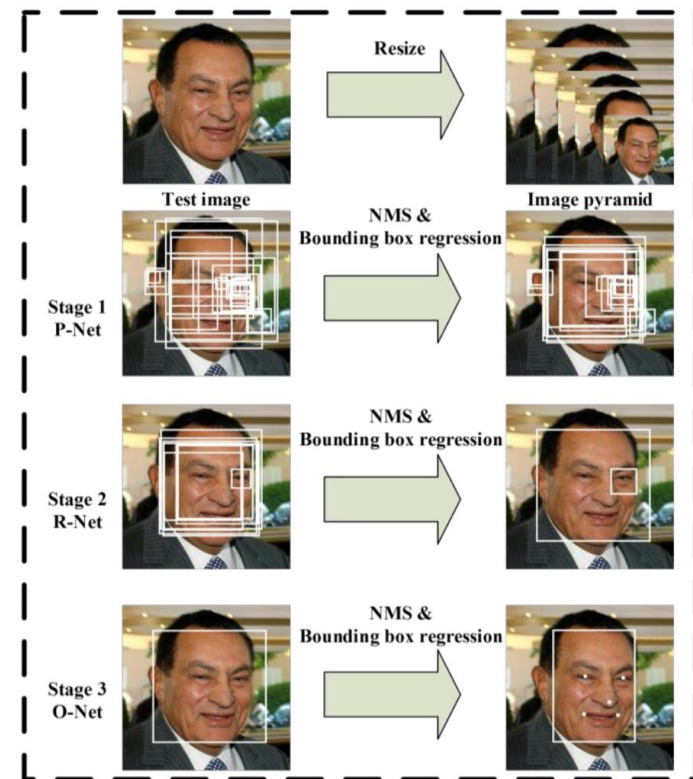 Resize
Test image
Image pyramid
NMS &
Bounding box regression
Stage 1
P-Net
NMS &
Bounding box regression
Stage 2
R-Net
NMS &
Bounding box regression
Stage 3
O-Net